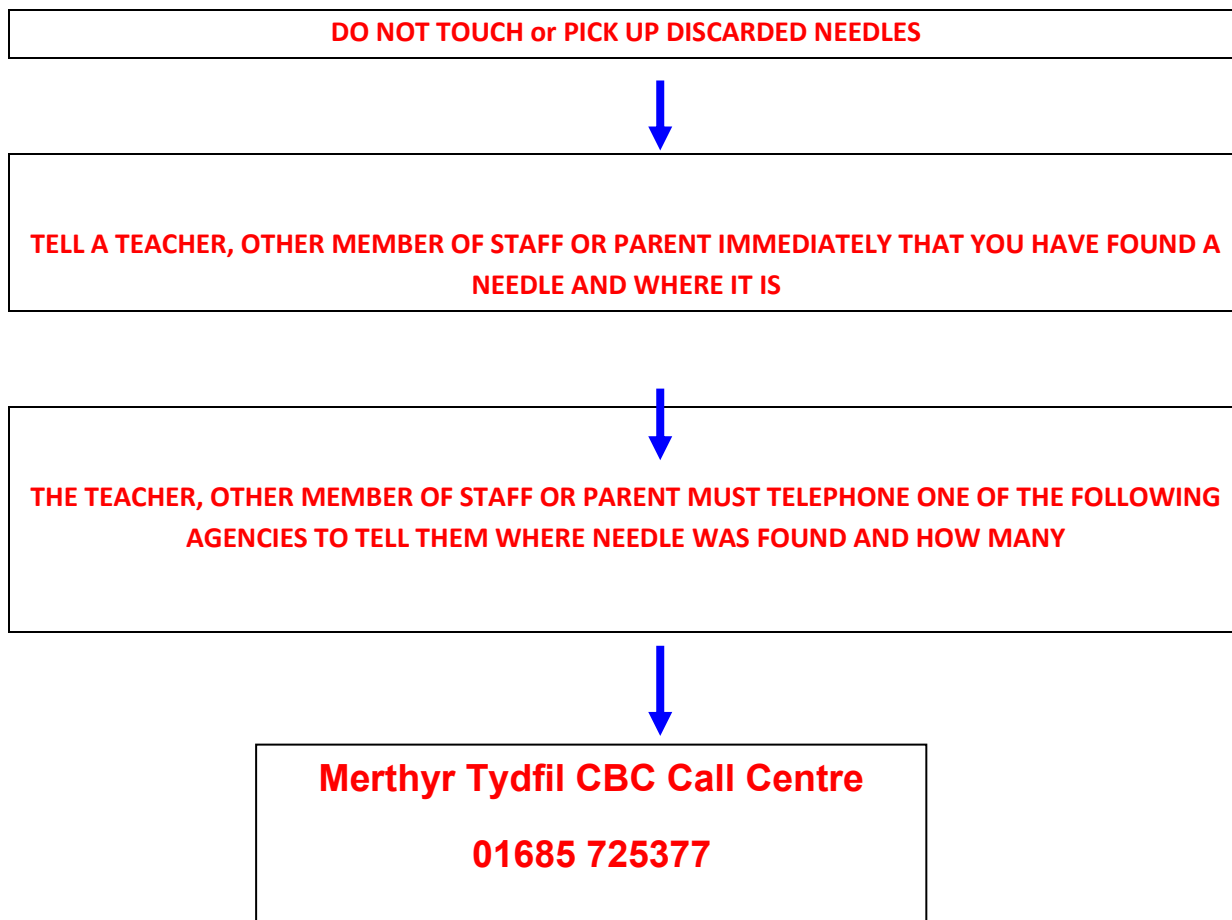 DO NOT TOUCH or PICK UP DISCARDED NEEDLES
TELL A TEACHER, OTHER MEMBER OF STAFF OR PARENT IMMEDIATELY THAT YOU HAVE FOUND A
NEEDLE AND WHERE IT IS
THE TEACHER, OTHER MEMBER OF STAFF OR PARENT MUST TELEPHONE ONE OF THE FOLLOWING
AGENCIES TO TELL THEM WHERE NEEDLE WAS FOUND AND HOW MANY
Merthyr Tydfil CBC Call Centre
01685 725377